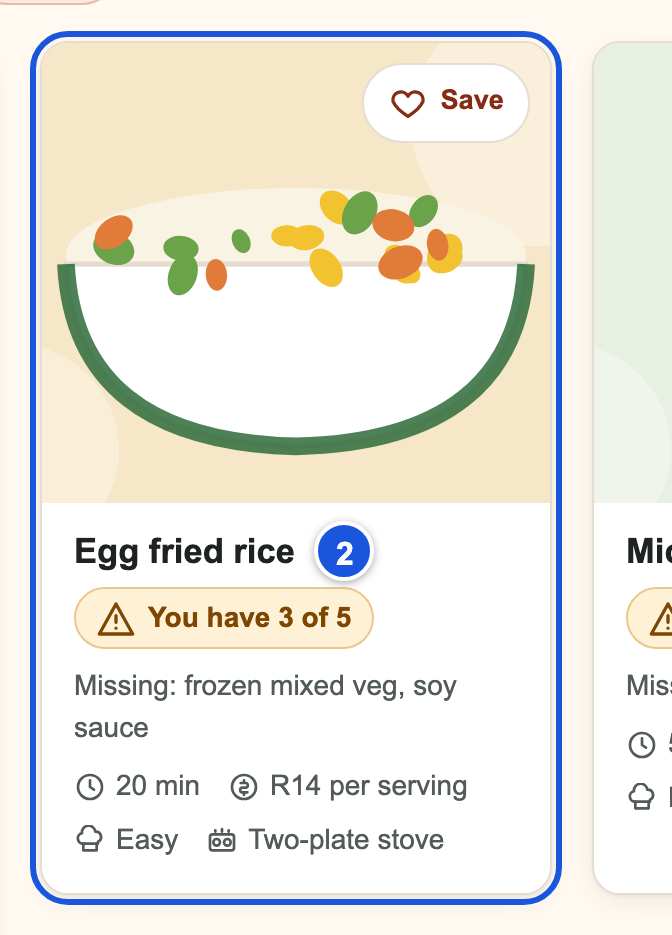 Save
Egg fried rice 2
You have 3 of 5
Missing: frozen mixed veg, soy
sauce
20 min R14 per serving
Easy Two-plate stove